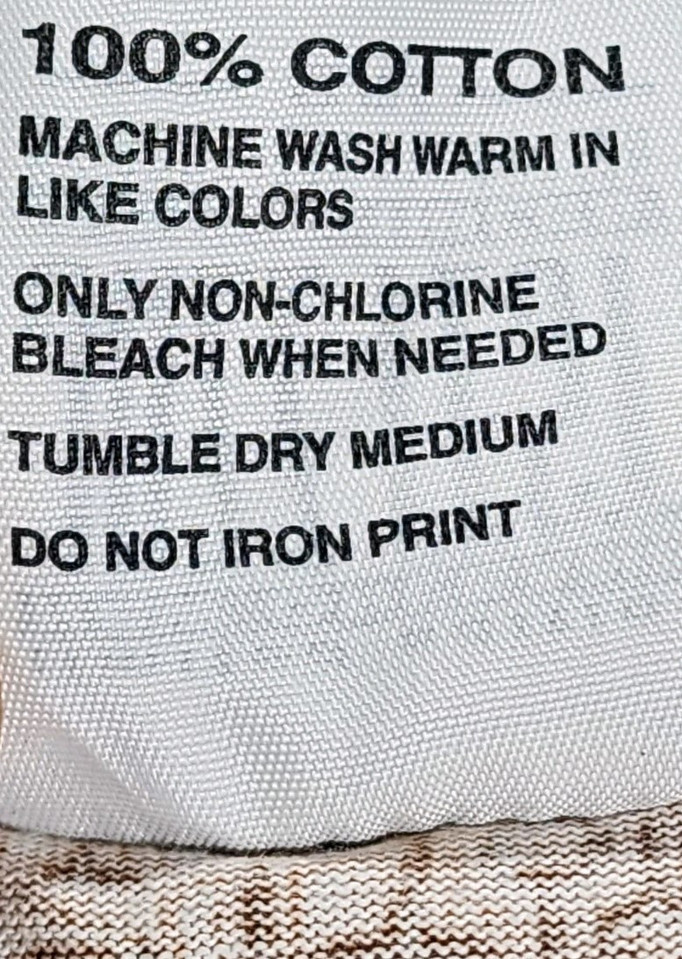 100% COTTON
MACHINE WASH WARM IN
LIKE COLORS
ONLY NON-CHLORINE
BLEACH WHEN NEEDED
TUMBLE DRY MEDIUM
DO NOT IRON PRINT